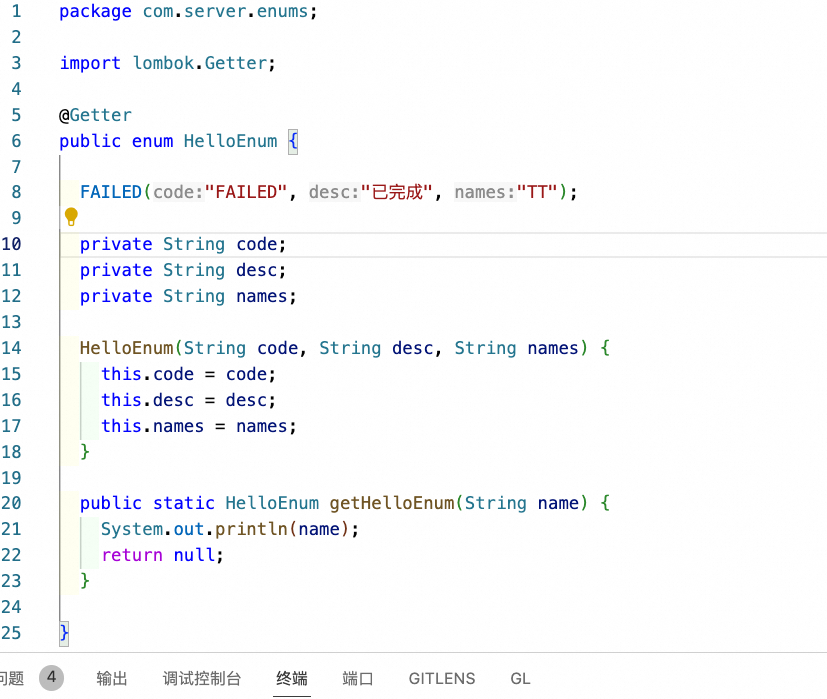 1 package com.server.enums;
2
3 import lombok.Getter;
4
5 @Getter
6 public enum HelloEnum {
7
8 FAILED(code:"FAILED", desc:"已完成", names:"TT");
9
10 private String code;
11 private String desc;
12 private String names;
13
14 HelloEnum(String code, String desc, String names) {
15 this.code = code;
16 this.desc = desc;
17 this.names = names;
18 }
19
20 public static HelloEnum getHelloEnum(String name) {
21 System.out.println(name);
22 return null;
23 }
24
25 }
问题 4 输出 调试控制台 终端 端口 GITLENS GL